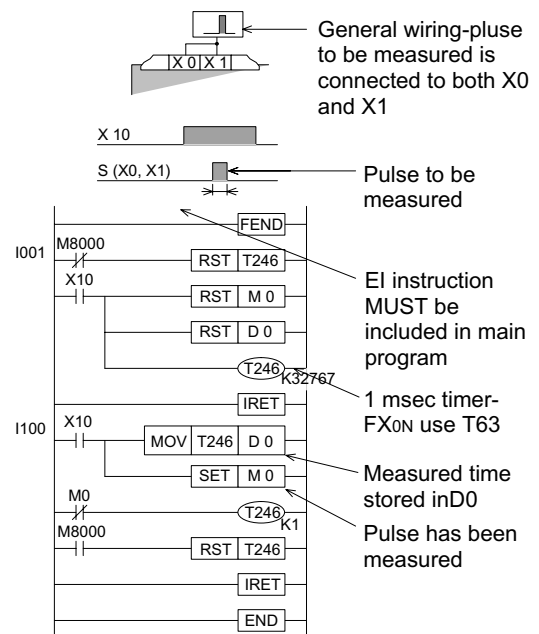 General wiring-pluse
to be measured is
connected to both X0
and X1
X 0 X 1
X 10
S (X0, X1)
Pulse to be
measured
FEND
I001
M8000
RST T246
X10
RST M 0
RST D 0
T246
K32767
EI instruction
MUST be
included in main
program
IRET
1 msec timer-
FX0N use T63
I100
X10
MOV T246 D 0
SET M 0
Measured time
stored inD0
M0
T246
K1
Pulse has been
measured
M8000
RST T246
IRET
END